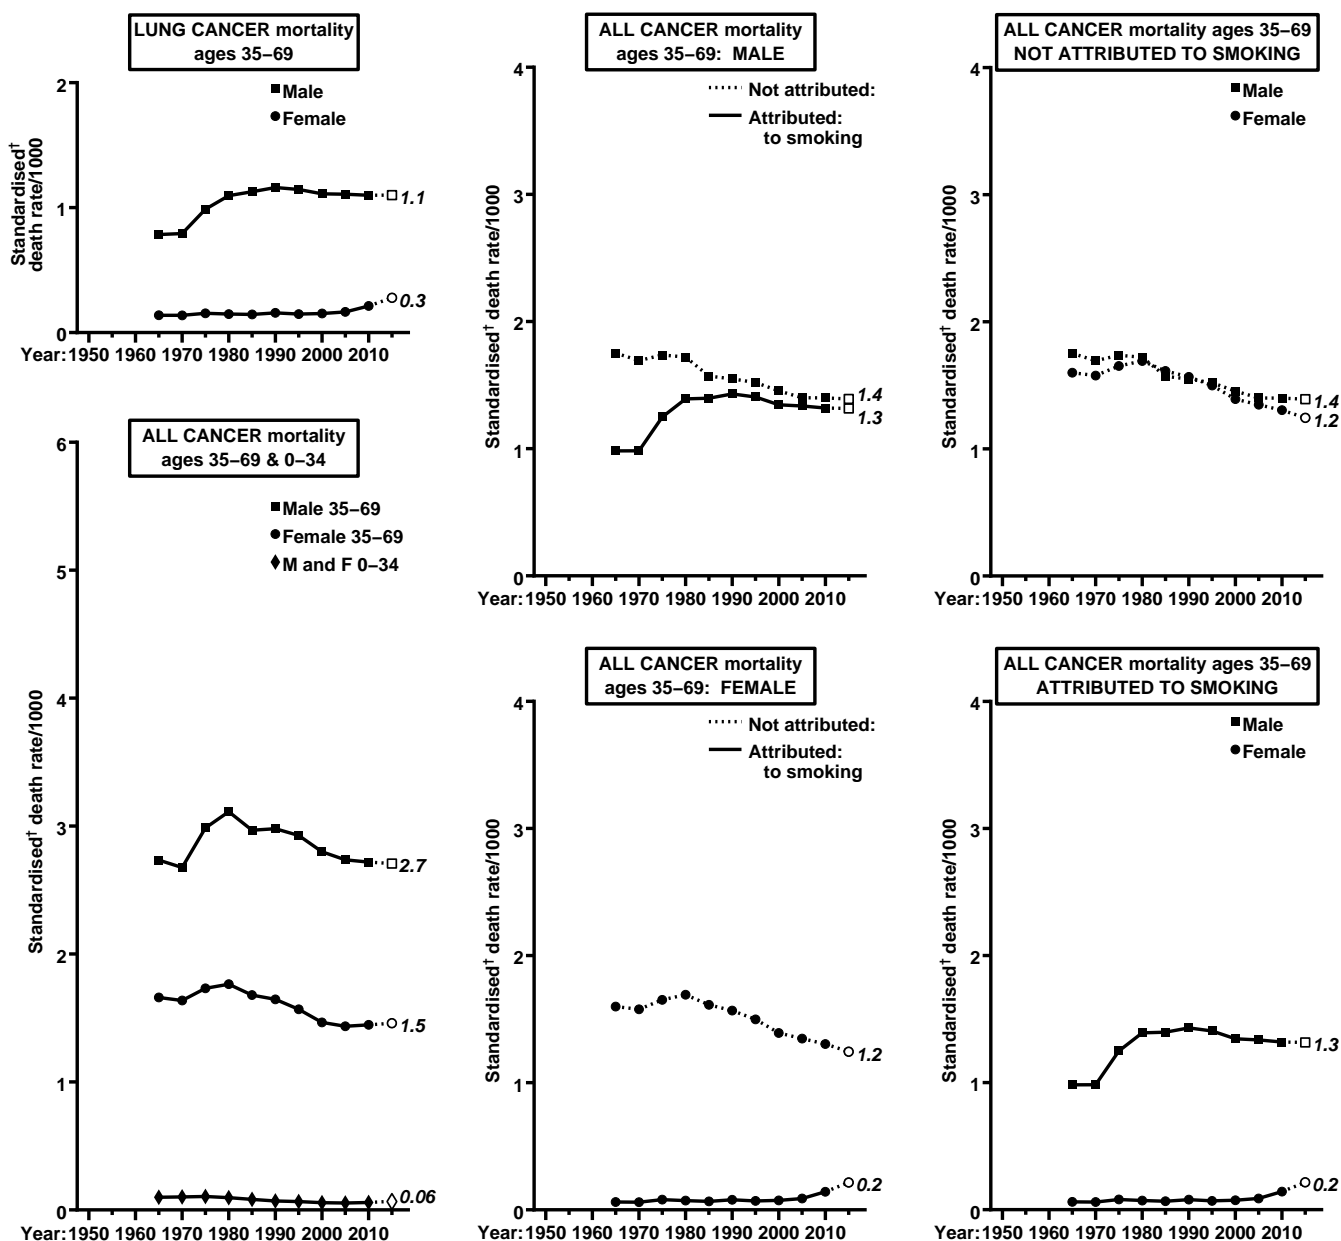 LUNG CANCER mortality
ages 35–69
Male
Female
Standardised†
death rate/1000
2
1
0
1.1
0.3
Year: 1950 1960 1970 1980 1990 2000 2010
ALL CANCER mortality
ages 35–69 & 0–34
Male 35–69
Female 35–69
M and F 0–34
Standardised† death rate/1000
6
5
4
3
2
1
0
2.7
1.5
0.06
Year: 1950 1960 1970 1980 1990 2000 2010
ALL CANCER mortality
ages 35–69: MALE
Not attributed:
Attributed:
to smoking
Standardised† death rate/1000
4
3
2
1
0
1.4
1.3
Year: 1950 1960 1970 1980 1990 2000 2010
ALL CANCER mortality
ages 35–69: FEMALE
Not attributed:
Attributed:
to smoking
Standardised† death rate/1000
4
3
2
1
0
1.2
0.2
Year: 1950 1960 1970 1980 1990 2000 2010
ALL CANCER mortality ages 35–69
NOT ATTRIBUTED TO SMOKING
Male
Female
Standardised† death rate/1000
4
3
2
1
0
1.4
1.2
Year: 1950 1960 1970 1980 1990 2000 2010
ALL CANCER mortality ages 35–69
ATTRIBUTED TO SMOKING
Male
Female
Standardised† death rate/1000
4
3
2
1
0
1.3
0.2
Year: 1950 1960 1970 1980 1990 2000 2010